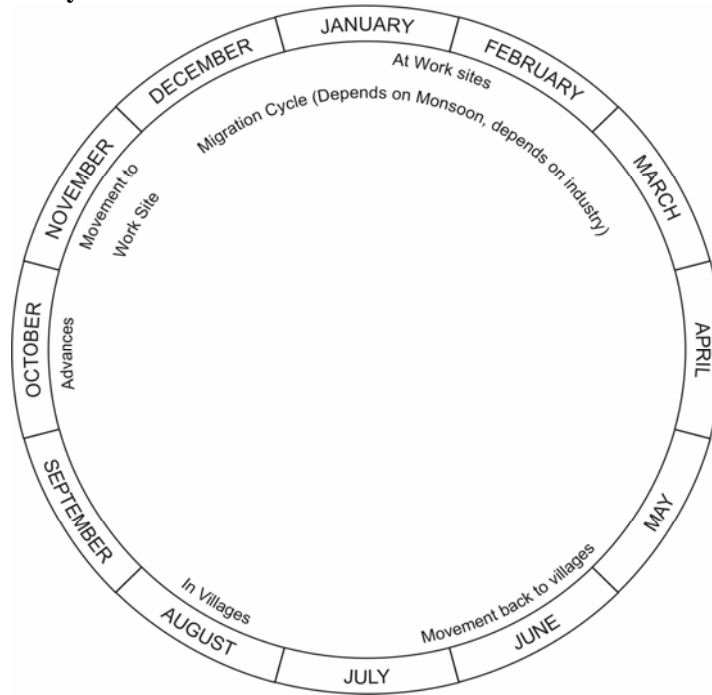 JANUARY
FEBRUARY
MARCH
APRIL
MAY
JUNE
JULY
AUGUST
SEPTEMBER
OCTOBER
NOVEMBER
DECEMBER
At Work sites
Migration Cycle (Depends on Monsoon, depends on industry)
Movement to
Work Site
Advances
In Villages
Movement back to villages